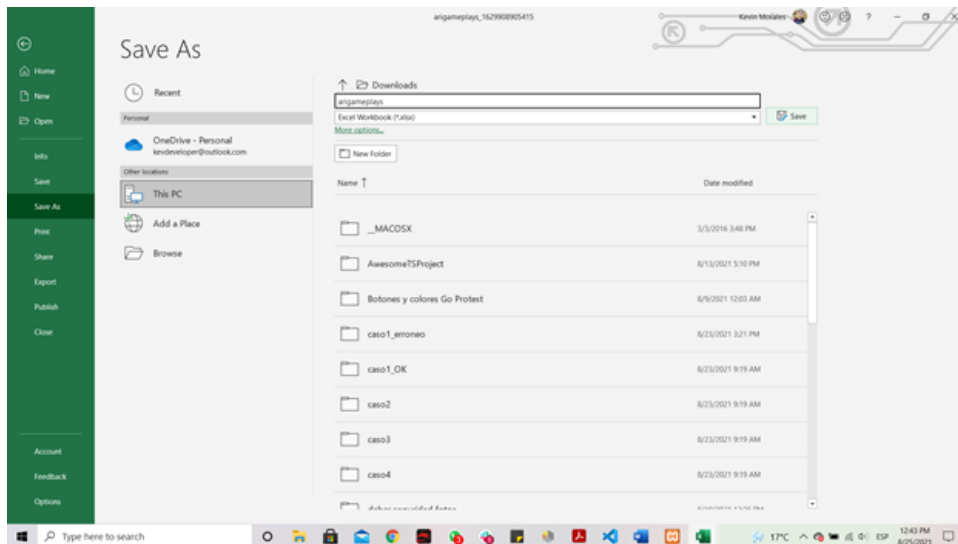 arigameplays_1629908905415
Kevin Morales
?
Save As
Home
New
Open
Info
Save
Save As
Print
Share
Export
Publish
Close
Account
Feedback
Options
Recent
Personal
OneDrive - Personal
kevdeveloper@outlook.com
Other locations
This PC
Add a Place
Browse
Downloads
arigameplays
Excel Workbook (*.xlsx)
Save
More options...
New Folder
Name
Date modified
__MACOSX
3/3/2016 3:48 PM
AwesomeTSProject
8/13/2021 5:10 PM
Botones y colores Go Protest
8/9/2021 12:03 AM
caso1_erroneo
8/23/2021 3:21 PM
caso1_OK
8/23/2021 9:19 AM
caso2
8/23/2021 9:19 AM
caso3
8/23/2021 9:19 AM
caso4
8/23/2021 9:19 AM
Type here to search
17°C
ESP
12:43 PM
8/25/2021